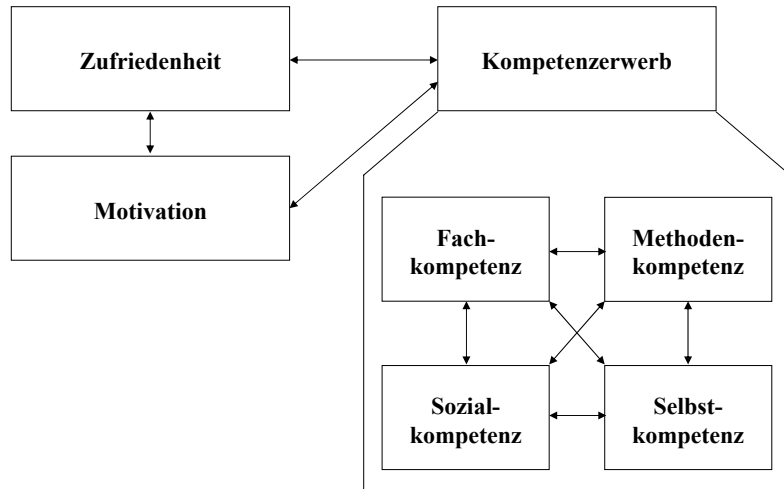 Zufriedenheit
Kompetenzerwerb
Motivation
Fach-
kompetenz
Methoden-
kompetenz
Sozial-
kompetenz
Selbst-
kompetenz